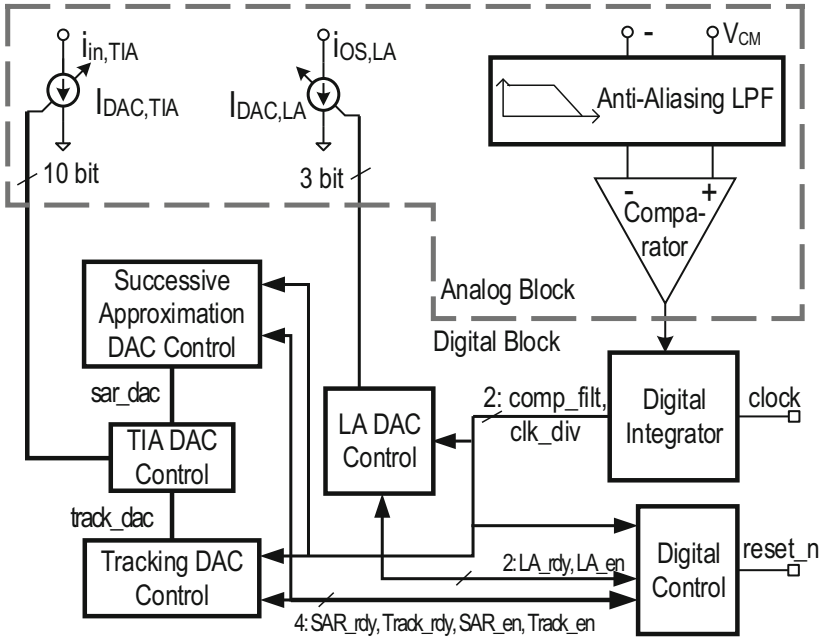 i_in,TIA
I_DAC,TIA
10 bit
i_OS,LA
I_DAC,LA
3 bit
- V_CM
Anti-Aliasing LPF
- +
Compa-
rator
Analog Block
Digital Block
Successive
Approximation
DAC Control
sar_dac
TIA DAC
Control
track_dac
Tracking DAC
Control
LA DAC
Control
2: comp_filt,
clk_div
Digital
Integrator
clock
2: LA_rdy, LA_en
Digital
Control
reset_n
4: SAR_rdy, Track_rdy, SAR_en, Track_en